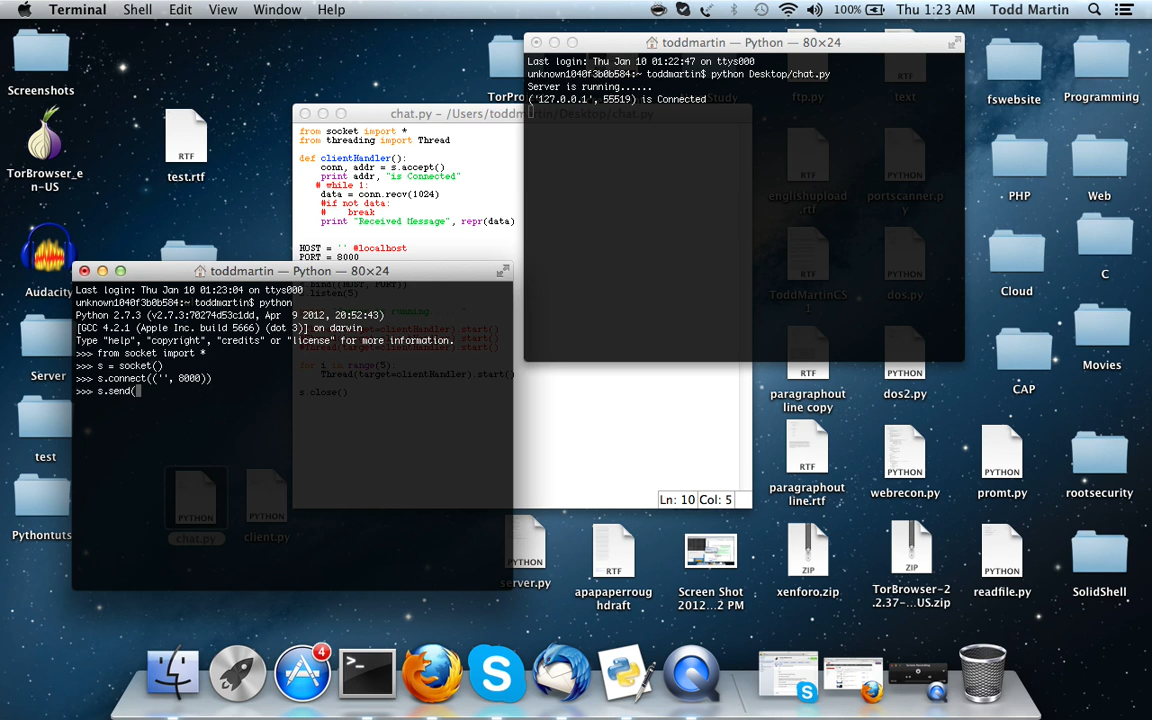 Terminal Shell Edit View Window Help
100% Thu 1:23 AM Todd Martin
toddmartin — Python — 80×24
Last login: Thu Jan 10 01:22:47 on ttys000
unknown1040f3b0b584:~ toddmartin$ python Desktop/chat.py
Server is running......
('127.0.0.1', 55519) is Connected
chat.py – /Users/toddmartin/Desktop/chat.py
from socket import *
from threading import Thread
def clientHandler():
conn, addr = s.accept()
print addr, "is Connected"
# while 1:
data = conn.recv(1024)
#if not data:
# break
print "Received Message", repr(data)
HOST = '' #localhost
PORT = 8000
for i in range(5):
Thread(target=clientHandler).start()
s.close()
Ln: 10 Col: 5
toddmartin — Python — 80×24
Last login: Thu Jan 10 01:23:04 on ttys000
unknown1040f3b0b584:~ toddmartin$ python
Python 2.7.3 (v2.7.3:70274d53c1dd, Apr 9 2012, 20:52:43)
[GCC 4.2.1 (Apple Inc. build 5666) (dot 3)] on darwin
Type "help", "copyright", "credits" or "license" for more information.
>>> from socket import *
>>> s = socket()
>>> s.connect(('', 8000))
>>> s.send(
Screenshots
TorBrowser_en-US
test.rtf
Audacity
Server
test
Pythontuts
chat.py
client.py
server.py
TorPro
Study
ftp.py
text
fswebsite
Programming
englishupload.rtf
portscanner.py
PHP
Web
ToddMartinCS1
dos.py
Cloud
C
paragraphoutline copy
dos2.py
CAP
Movies
paragraphoutline.rtf
webrecon.py
promt.py
rootsecurity
apapaperroughdraft
Screen Shot 2012...2 PM
xenforo.zip
TorBrowser-2.2.37-...US.zip
readfile.py
SolidShell
4